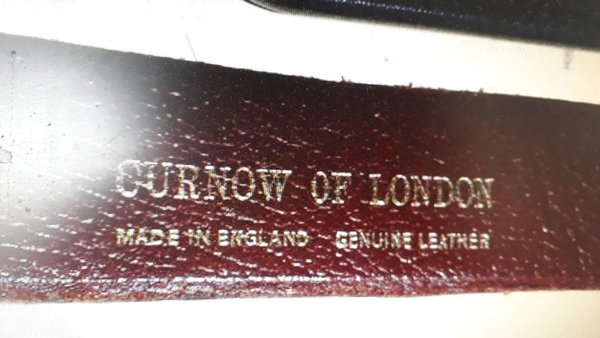 CURNOW OF LONDON
MADE IN ENGLAND GENUINE LEATHER